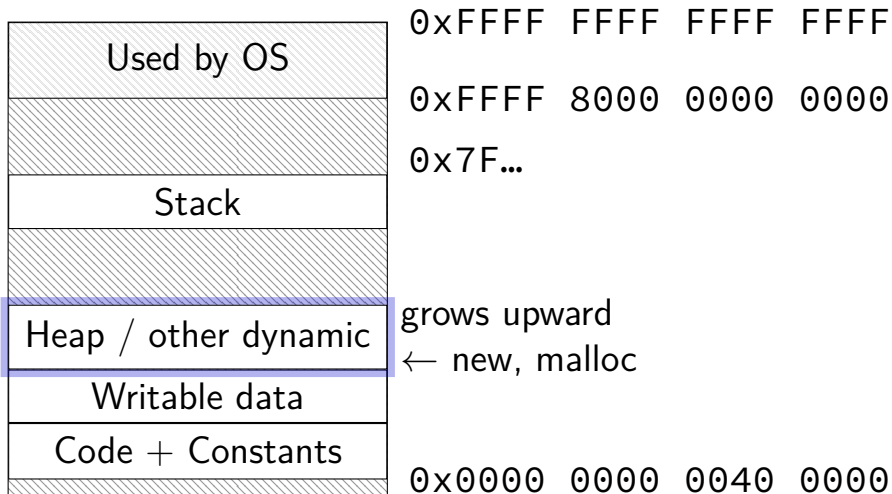 0xFFFF FFFF FFFF FFFF
Used by OS
0xFFFF 8000 0000 0000
0x7F…
Stack
Heap / other dynamic
grows upward
← new, malloc
Writable data
Code + Constants
0x0000 0000 0040 0000